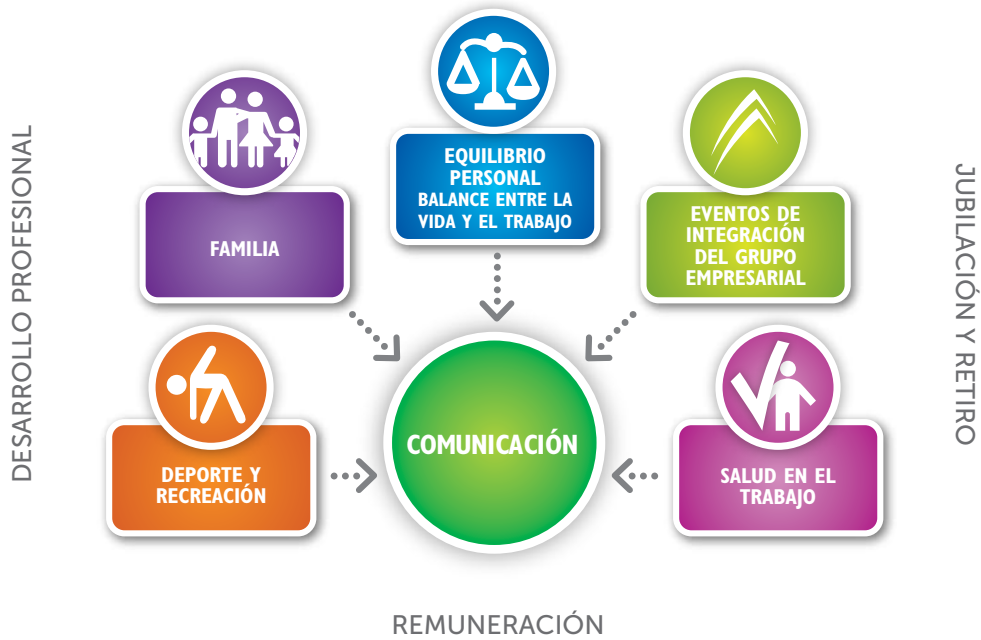 DESARROLLO PROFESIONAL
EQUILIBRIO
PERSONAL
BALANCE ENTRE LA
VIDA Y EL TRABAJO
FAMILIA
EVENTOS DE
INTEGRACIÓN
DEL GRUPO
EMPRESARIAL
JUBILACIÓN Y RETIRO
DEPORTE Y
RECREACIÓN
COMUNICACIÓN
SALUD EN EL
TRABAJO
REMUNERACIÓN